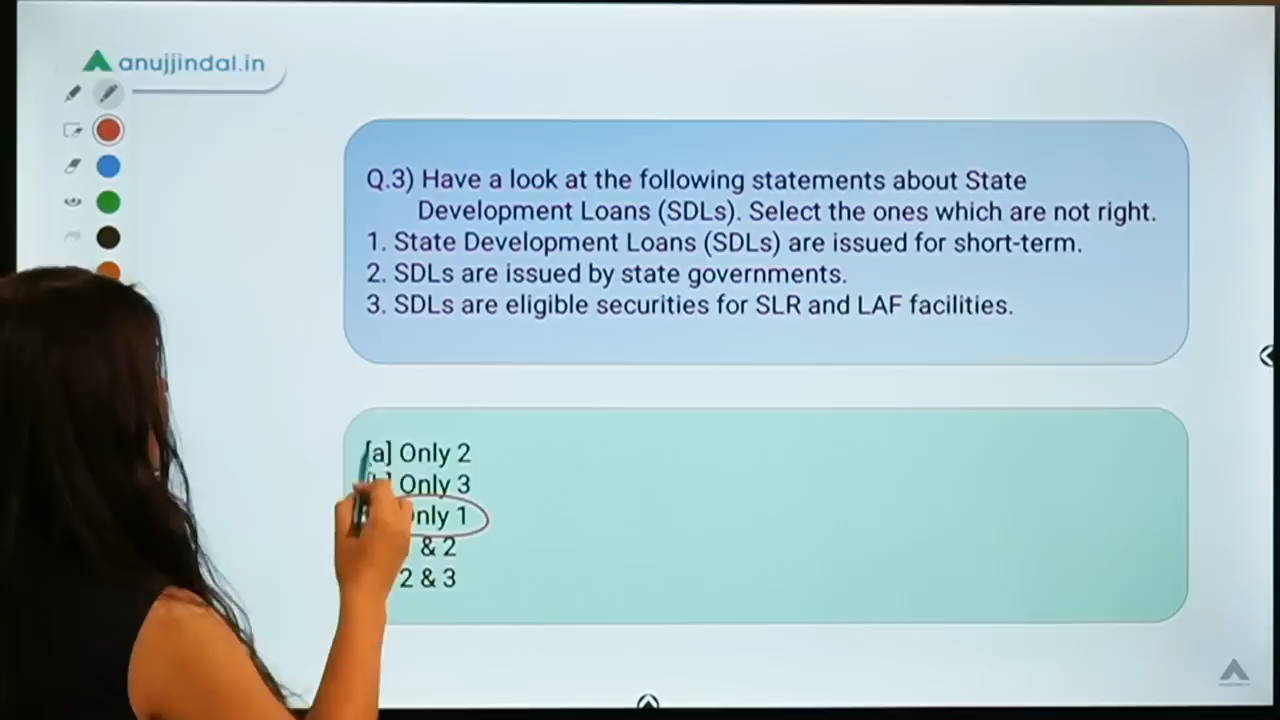 anujjindal.in
Q.3) Have a look at the following statements about State
Development Loans (SDLs). Select the ones which are not right.
1. State Development Loans (SDLs) are issued for short-term.
2. SDLs are issued by state governments.
3. SDLs are eligible securities for SLR and LAF facilities.
[a] Only 2
Only 3
nly 1
& 2
2 & 3